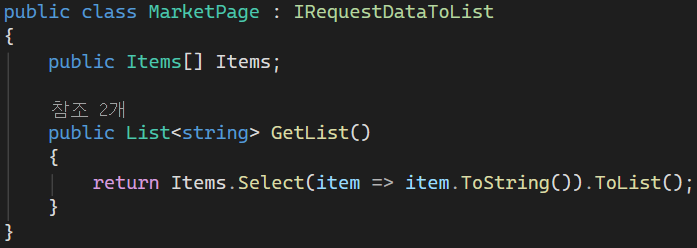 public class MarketPage : IRequestDataToList
{
public Items[] Items;
참조 2개
public List<string> GetList()
{
return Items.Select(item => item.ToString()).ToList();
}
}